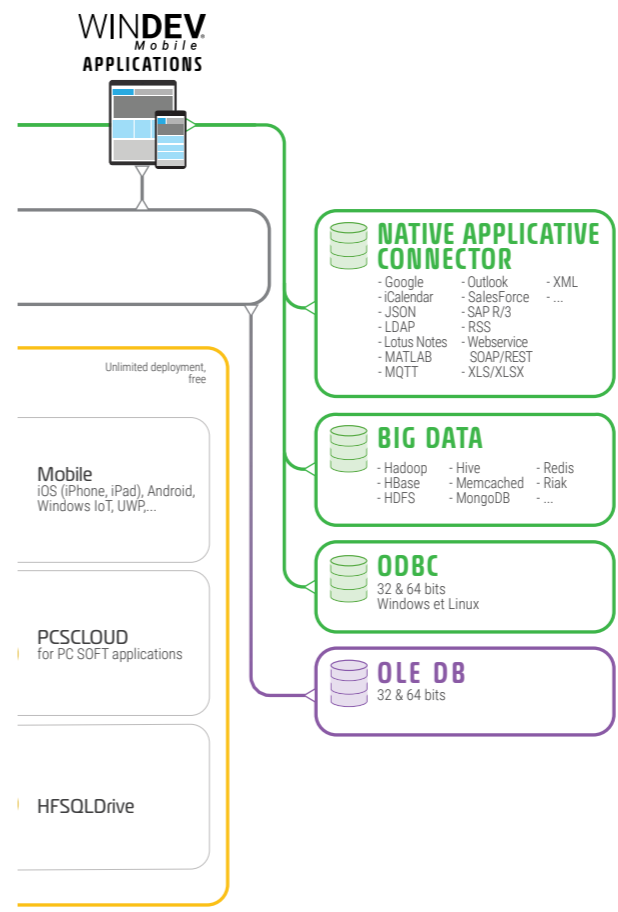 WINDEV®
Mobile
APPLICATIONS
NATIVE APPLICATIVE
CONNECTOR
- Google
- iCalendar
- JSON
- LDAP
- Lotus Notes
- MATLAB
- MQTT
- Outlook
- SalesForce
- SAP R/3
- RSS
- Webservice
SOAP/REST
- XLS/XLSX
- XML
- ...
Unlimited deployment,
free
BIG DATA
- Hadoop
- HBase
- HDFS
- Hive
- Memcached
- MongoDB
- Redis
- Riak
- ...
Mobile
iOS (iPhone, iPad), Android,
Windows IoT, UWP,...
ODBC
32 & 64 bits
Windows et Linux
PCSCLOUD
for PC SOFT applications
OLE DB
32 & 64 bits
HFSQLDrive